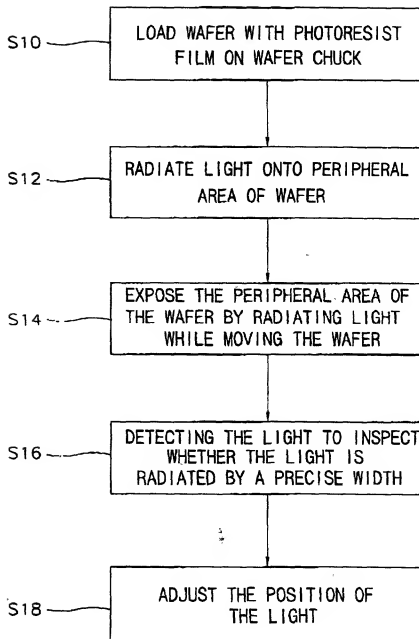 S10
LOAD WAFER WITH PHOTORESIST
FILM ON WAFER CHUCK
S12
RADIATE LIGHT ONTO PERIPHERAL
AREA OF WAFER
S14
EXPOSE THE PERIPHERAL AREA OF
THE WAFER BY RADIATING LIGHT
WHILE MOVING THE WAFER
S16
DETECTING THE LIGHT TO INSPECT
WHETHER THE LIGHT IS
RADIATED BY A PRECISE WIDTH
S18
ADJUST THE POSITION OF
THE LIGHT